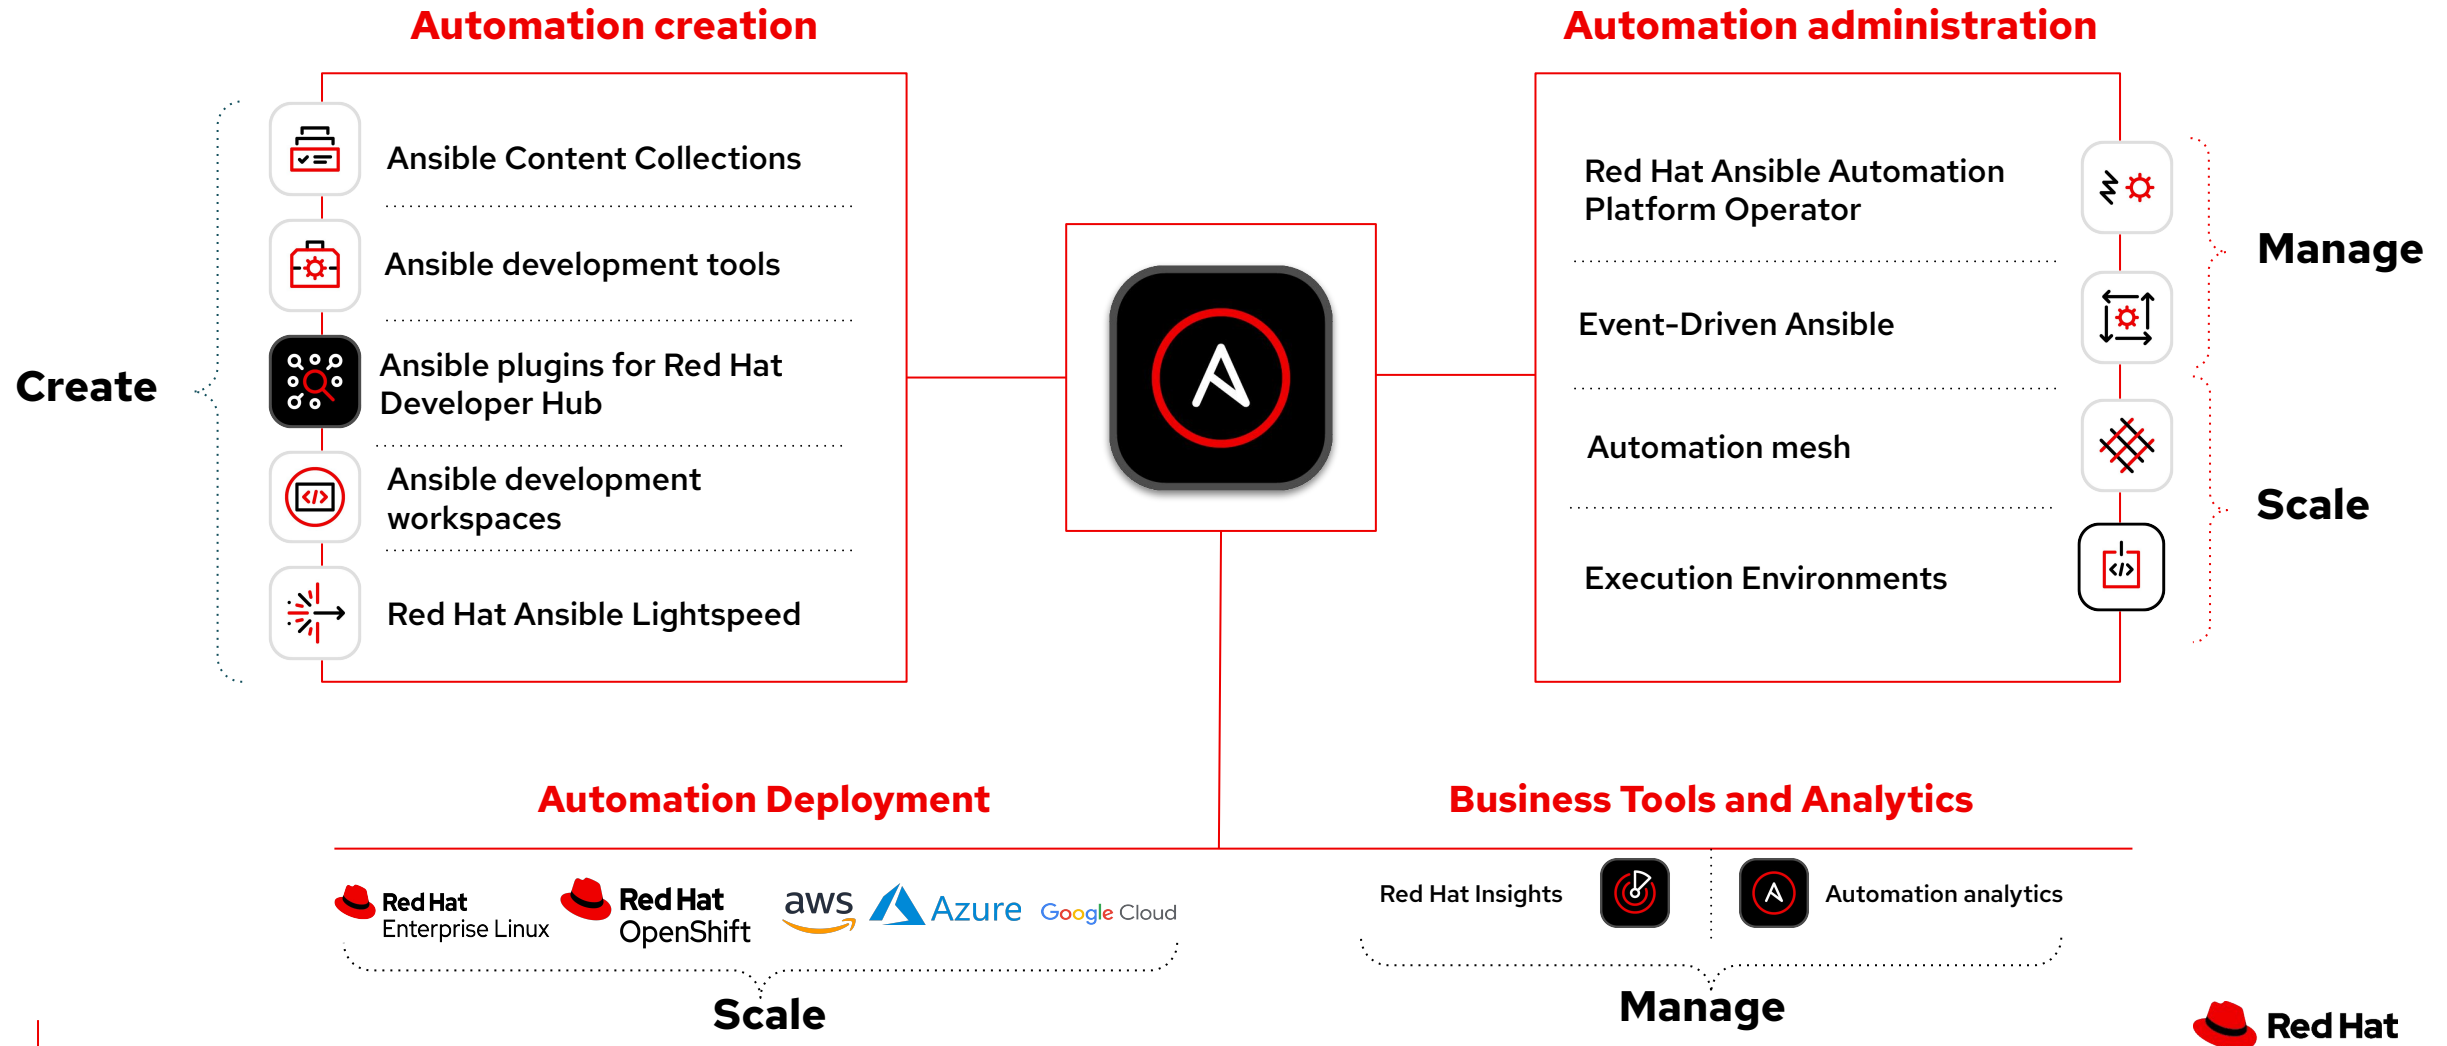 Automation creation
Create
Ansible Content Collections
Ansible development tools
Ansible plugins for Red Hat
Developer Hub
Ansible development
workspaces
Red Hat Ansible Lightspeed
Automation administration
Red Hat Ansible Automation
Platform Operator
Event-Driven Ansible
Automation mesh
Execution Environments
Manage
Scale
Automation Deployment
Red Hat
Enterprise Linux
Red Hat
OpenShift
aws
Azure
Google Cloud
Scale
Business Tools and Analytics
Red Hat Insights
Automation analytics
Manage
Red Hat